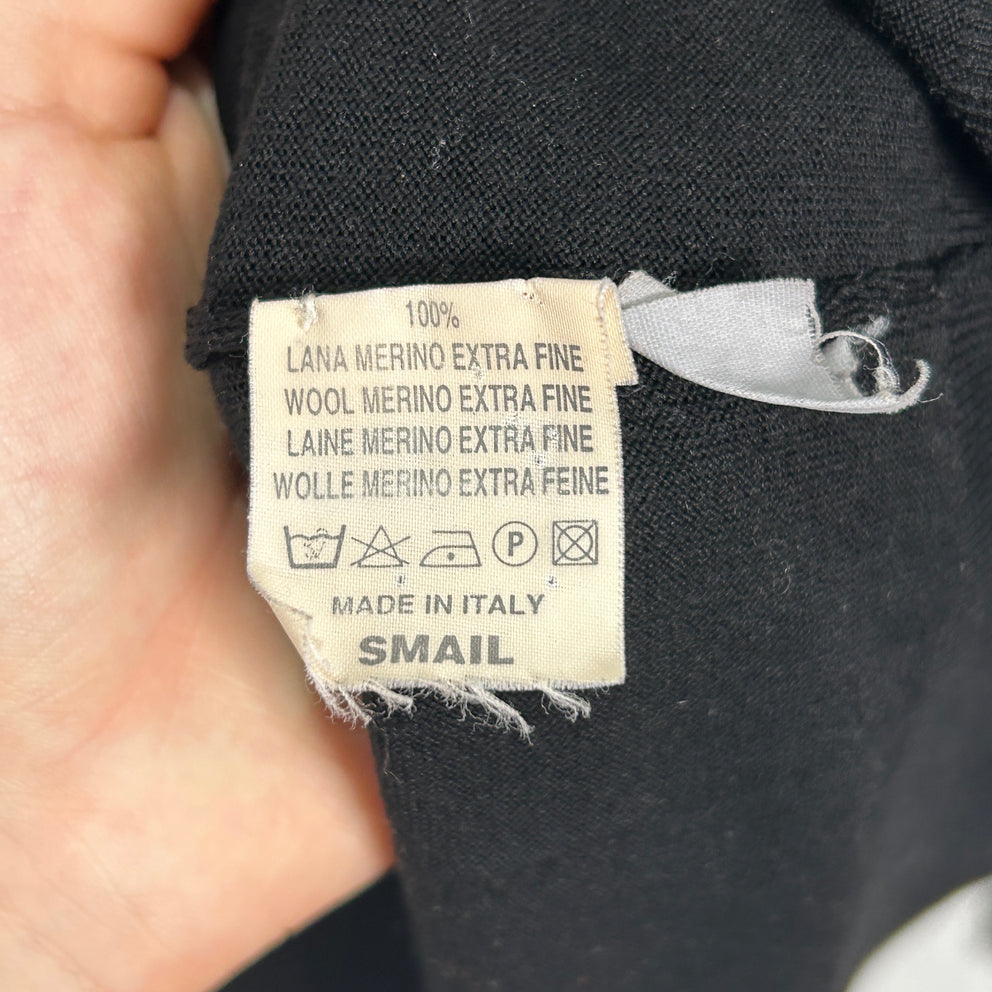 100%
LANA MERINO EXTRA FINE
WOOL MERINO EXTRA FINE
LAINE MERINO EXTRA FINE
WOLLE MERINO EXTRA FEINE
P
MADE IN ITALY
SMAIL